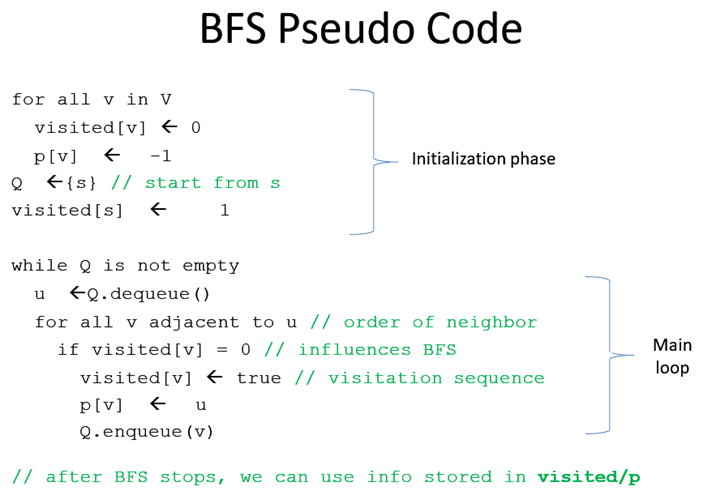 BFS Pseudo Code
for all v in V
visited[v] ← 0
p[v] ← -1
Q ←{s} // start from s
visited[s] ← 1
Initialization phase
while Q is not empty
u ←Q.dequeue()
for all v adjacent to u // order of neighbor
if visited[v] = 0 // influences BFS
visited[v] ← true // visitation sequence
p[v] ← u
Q.enqueue(v)
Main
loop
// after BFS stops, we can use info stored in visited/p